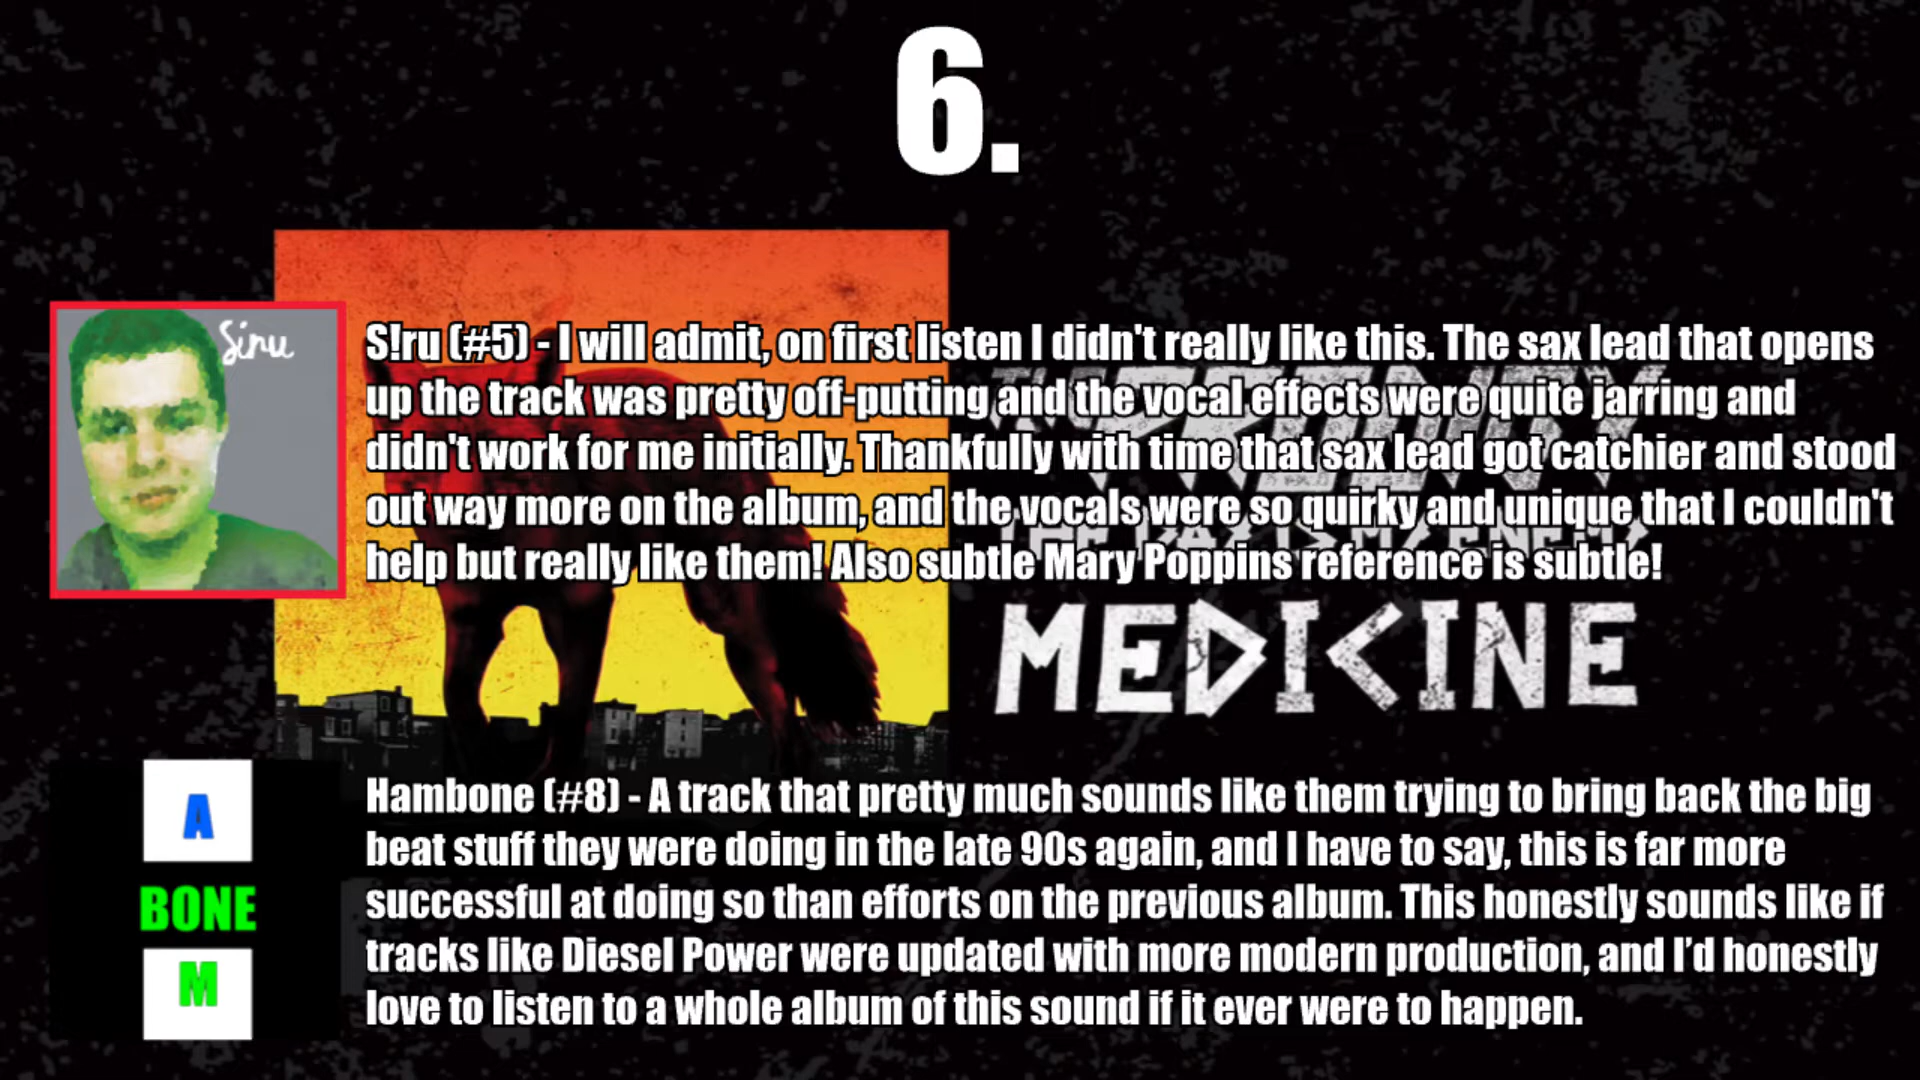 6.
Siru
S!ru (#5) - I will admit, on first listen I didn't really like this. The sax lead that opens
up the track was pretty off-putting and the vocal effects were quite jarring and
didn't work for me initially. Thankfully with time that sax lead got catchier and stood
out way more on the album, and the vocals were so quirky and unique that I couldn't
help but really like them! Also subtle Mary Poppins reference is subtle!
THE PRODIGY
THE DAY IS MY ENEMY
MEDICINE
A
BONE
M
Hambone (#8) - A track that pretty much sounds like them trying to bring back the big
beat stuff they were doing in the late 90s again, and I have to say, this is far more
successful at doing so than efforts on the previous album. This honestly sounds like if
tracks like Diesel Power were updated with more modern production, and I’d honestly
love to listen to a whole album of this sound if it ever were to happen.